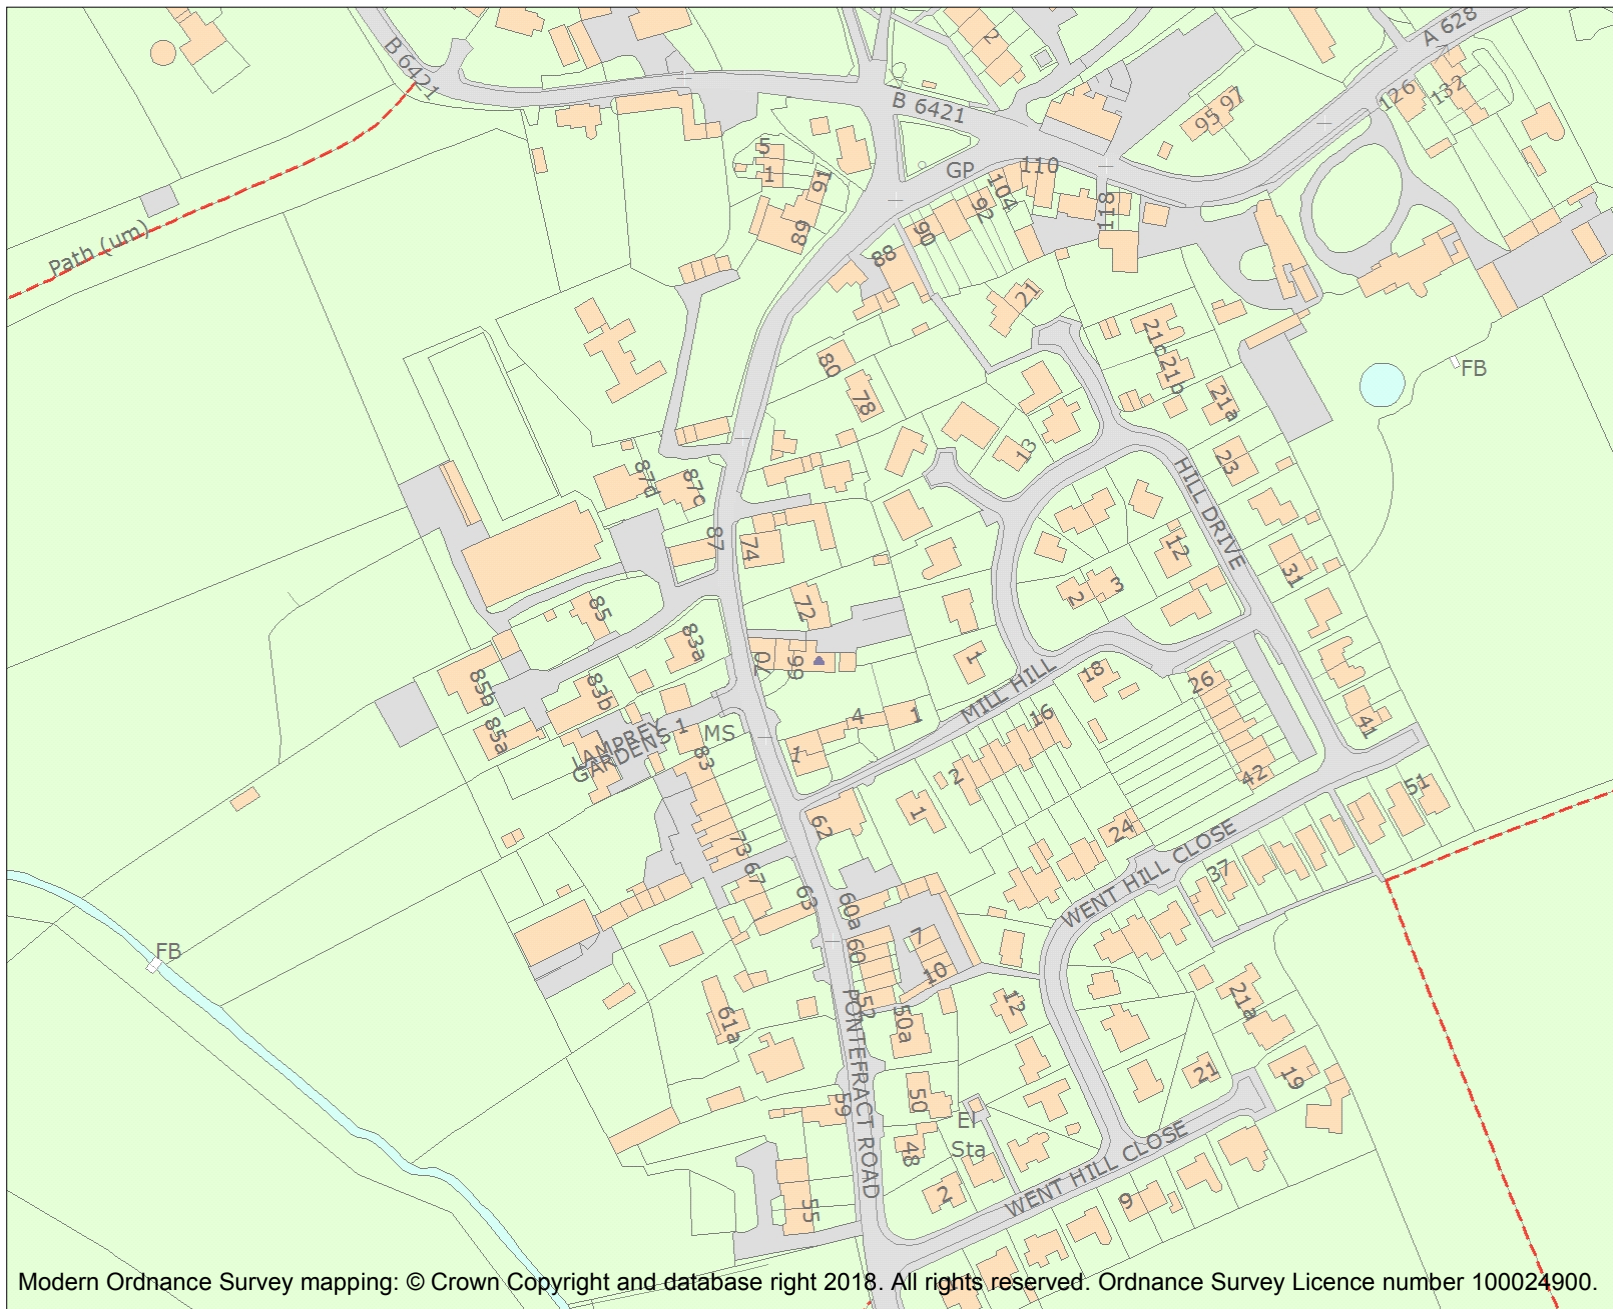 B 6421
A 628
2
B 6421
126
132
95 97
5
1
91
89
GP
110
104
92
118
90
88
Path (um)
21
21c
21b
21a
FB
80
78
13
23
HILL DRIVE
87d
87c
87
74
12
31
2
3
85
72
83a
70
66
1
18
26
85b
83b
MILL HILL
16
41
85a
LAMPREY
GARDENS 1
MS
83
4
1
1
2
42
51
62
1
24
73
67
WENT HILL CLOSE
37
63
60a
60
7
10
FB
52
50a
12
21a
61a
PONTEFRACT ROAD
21
19
59
50
El
Sta
48
WENT HILL CLOSE
2
9
55
Modern Ordnance Survey mapping: © Crown Copyright and database right 2018. All rights reserved. Ordnance Survey Licence number 100024900.